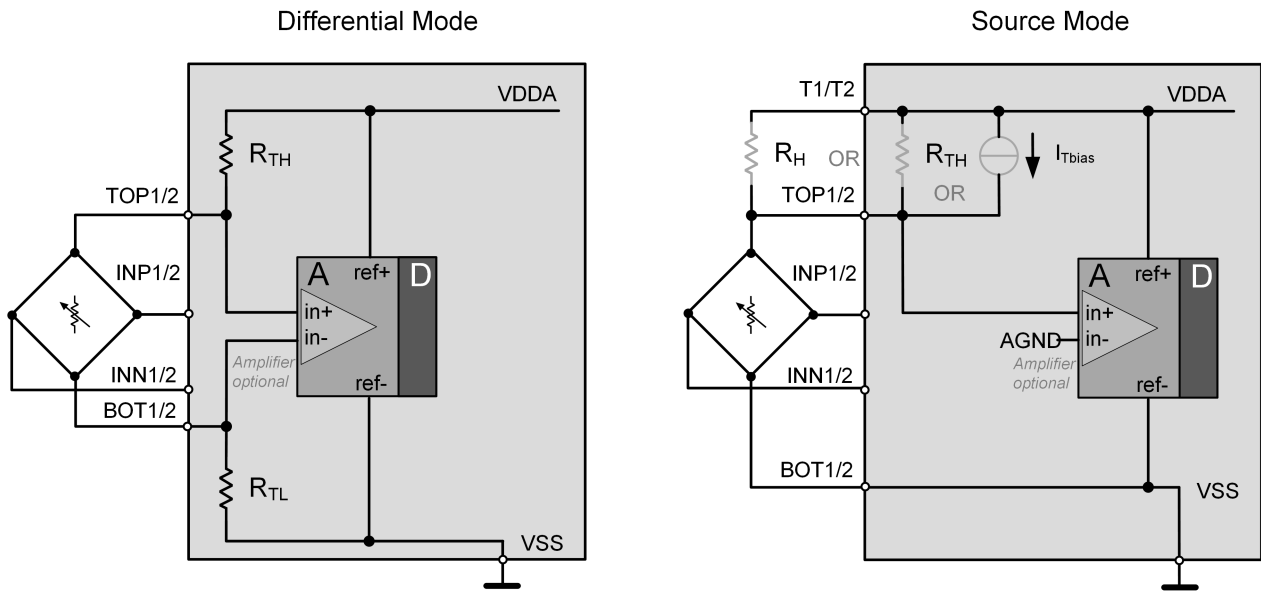 Differential Mode
VDDA
R_TH
TOP1/2
INP1/2
A
ref+
D
in+
in-
Amplifier
optional
INN1/2
ref-
BOT1/2
R_TL
VSS
Source Mode
T1/T2
VDDA
R_H
OR
R_TH
I_Tbias
TOP1/2
OR
INP1/2
A
ref+
D
in+
AGND
in-
Amplifier
optional
INN1/2
ref-
BOT1/2
VSS